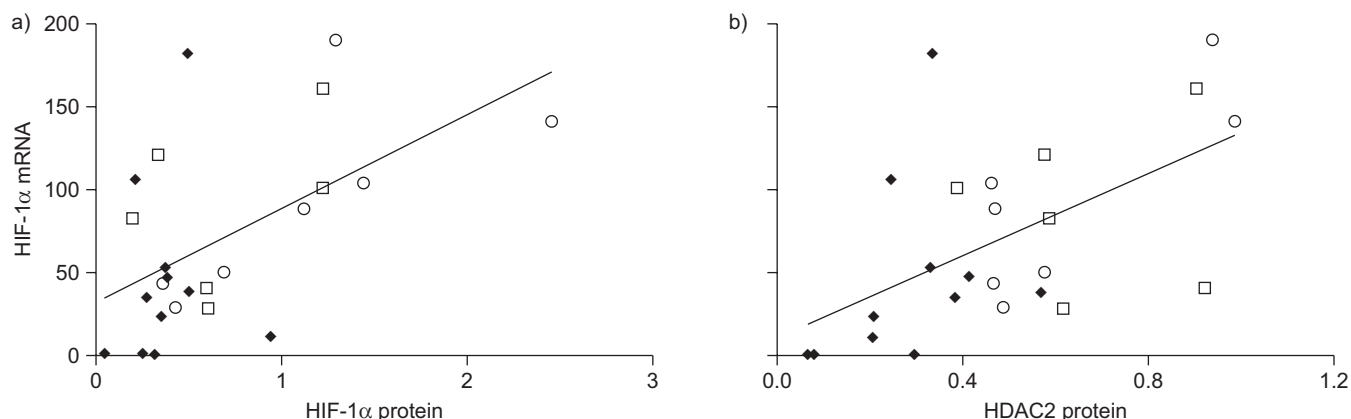 a)
200
150
100
50
0
HIF-1α mRNA
0 1 2 3
HIF-1α protein
b)
0.0 0.4 0.8 1.2
HDAC2 protein